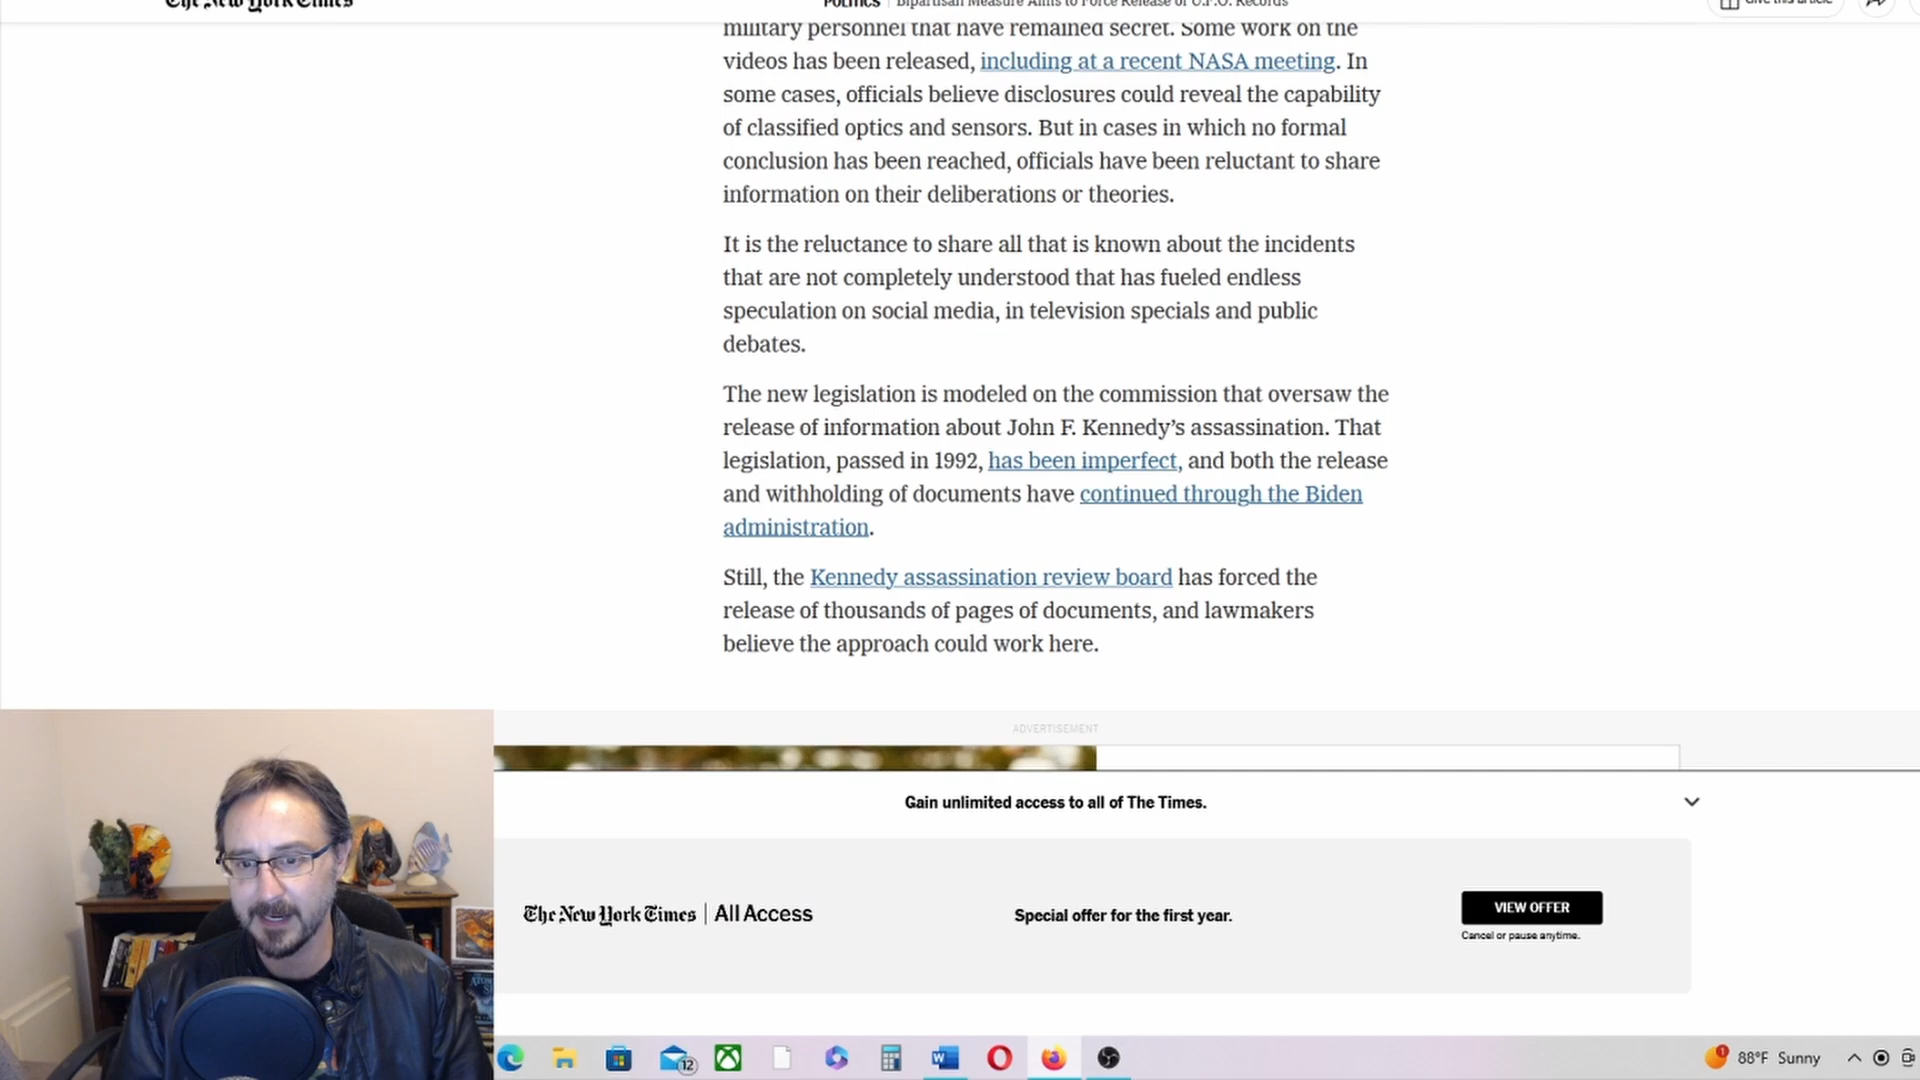 The New York Times
POLITICS | Bipartisan Measure Aims to Force Release of U.F.O. Records
Give this article
military personnel that have remained secret. Some work on the
videos has been released, including at a recent NASA meeting. In
some cases, officials believe disclosures could reveal the capability
of classified optics and sensors. But in cases in which no formal
conclusion has been reached, officials have been reluctant to share
information on their deliberations or theories.
It is the reluctance to share all that is known about the incidents
that are not completely understood that has fueled endless
speculation on social media, in television specials and public
debates.
The new legislation is modeled on the commission that oversaw the
release of information about John F. Kennedy’s assassination. That
legislation, passed in 1992, has been imperfect, and both the release
and withholding of documents have continued through the Biden
administration.
Still, the Kennedy assassination review board has forced the
release of thousands of pages of documents, and lawmakers
believe the approach could work here.
ADVERTISEMENT
Gain unlimited access to all of The Times.
The New York Times | All Access
Special offer for the first year.
VIEW OFFER
Cancel or pause anytime.
12
1
88°F Sunny